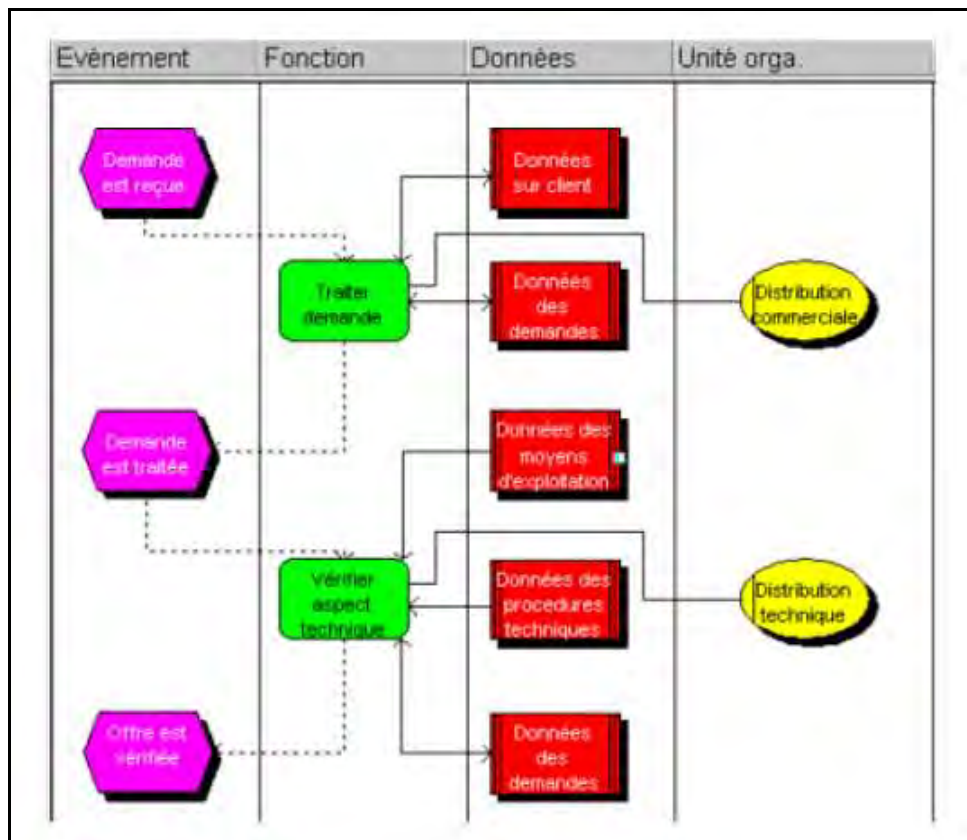 Evènement
Fonction
Données
Unité orga.
Demande
est reçue
Données
sur client
Traiter
demande
Données
des
demandes
Distribution
commerciale
Demande
est traitée
Données des
moyens
d'exploitation
Vérifier
aspect
technique
Données des
procedures
techniques
Distribution
technique
Offre est
vérifiée
Données
des
demandes